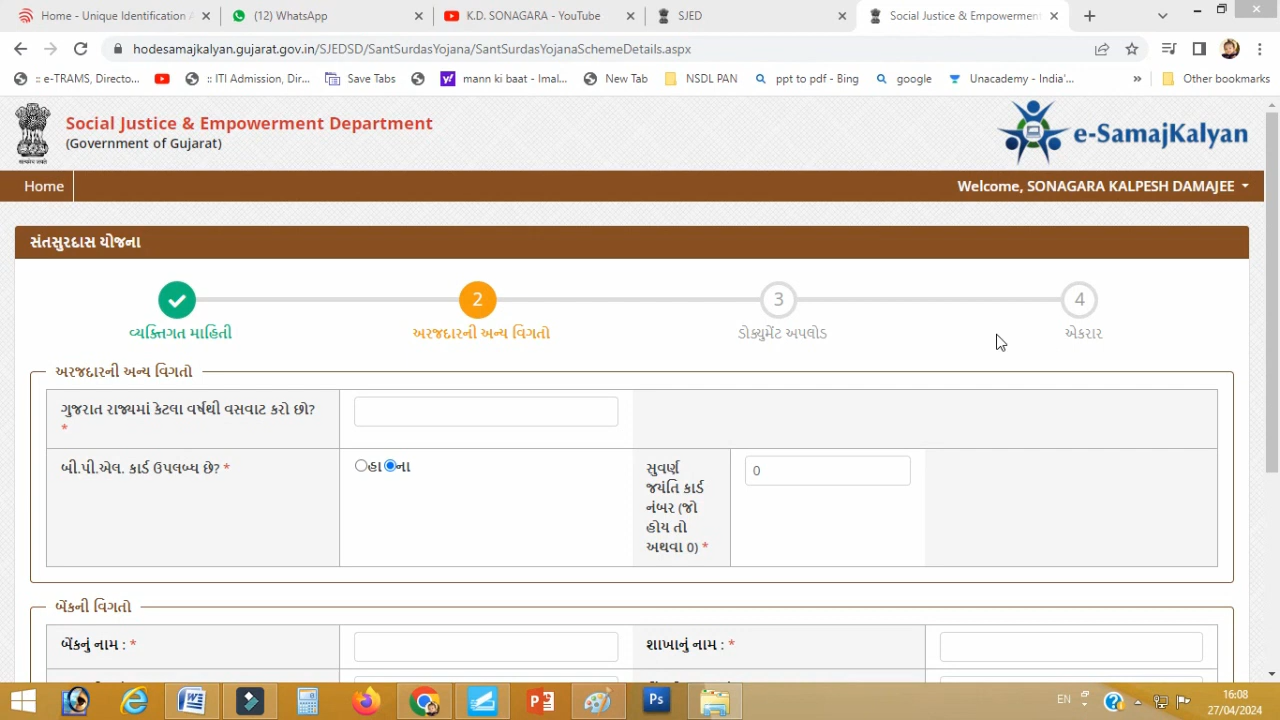 Home - Unique Identification
(12) WhatsApp
K.D. SONAGARA - YouTube
SJED
Social Justice & Empowerment
hodesamajkalyan.gujarat.gov.in/SJEDSD/SantSurdasYojana/SantSurdasYojanaSchemeDetails.aspx
:: e-TRAMS, Directo...
:: ITI Admission, Dir...
Save Tabs
mann ki baat - Imal...
New Tab
NSDL PAN
ppt to pdf - Bing
google
Unacademy - India'...
»
Other bookmarks
Social Justice & Empowerment Department
(Government of Gujarat)
e-SamajKalyan
Home
Welcome, SONAGARA KALPESH DAMAJEE
સંતસુરદાસ યોજના
2
3
4
વ્યક્તિગત માહિતી
અરજદારની અન્ય વિગતો
ડોક્યુમેંટ અપલોડ
એકરાર
અરજદારની અન્ય વિગતો
ગુજરાત રાજ્યમાં કેટલા વર્ષથી વસવાટ કરો છો?
*
બી.પી.એલ. કાર્ડ ઉપલબ્ધ છે? *
હા ના
સુવર્ણ
જયંતિ કાર્ડ
નંબર (જો
હોય તો
અથવા 0) *
0
બેંકની વિગતો
બેંકનું નામ : *
શાખાનું નામ : *
EN
16:08
27/04/2024